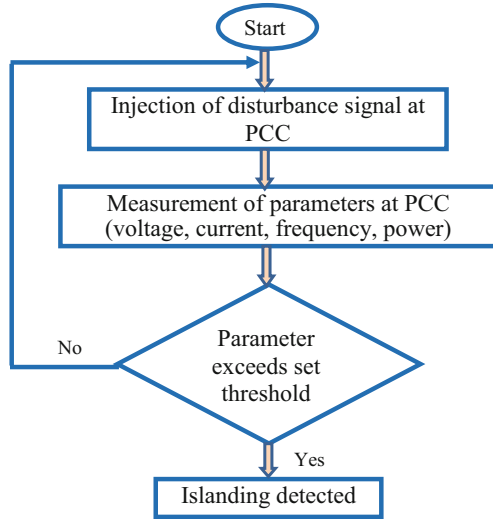 Start
Injection of disturbance signal at
PCC
Measurement of parameters at PCC
(voltage, current, frequency, power)
Parameter
exceeds set
threshold
No
Yes
Islanding detected